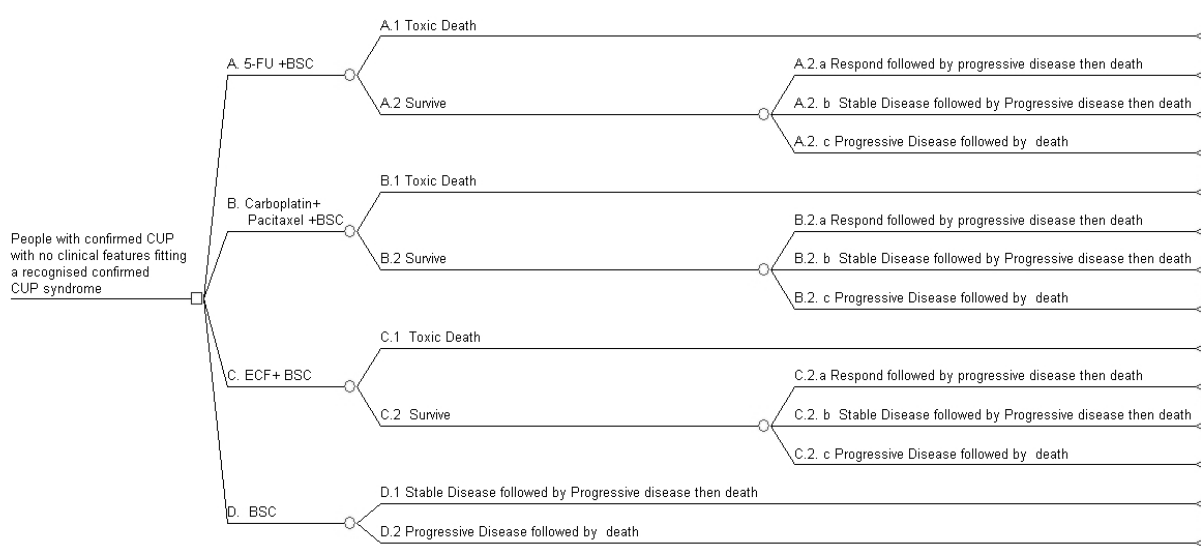 A.1 Toxic Death
A. 5-FU +BSC
A.2.a Respond followed by progressive disease then death
A.2 Survive
A.2. b Stable Disease followed by Progressive disease then death
A.2. c Progressive Disease followed by death
B.1 Toxic Death
B. Carboplatin+
Pacitaxel +BSC
B.2.a Respond followed by progressive disease then death
B.2 Survive
B.2. b Stable Disease followed by Progressive disease then death
B.2. c Progressive Disease followed by death
People with confirmed CUP
with no clinical features fitting
a recognised confirmed
CUP syndrome
C.1 Toxic Death
C. ECF+ BSC
C.2.a Respond followed by progressive disease then death
C.2 Survive
C.2. b Stable Disease followed by Progressive disease then death
C.2. c Progressive Disease followed by death
D.1 Stable Disease followed by Progressive disease then death
D. BSC
D.2 Progressive Disease followed by death